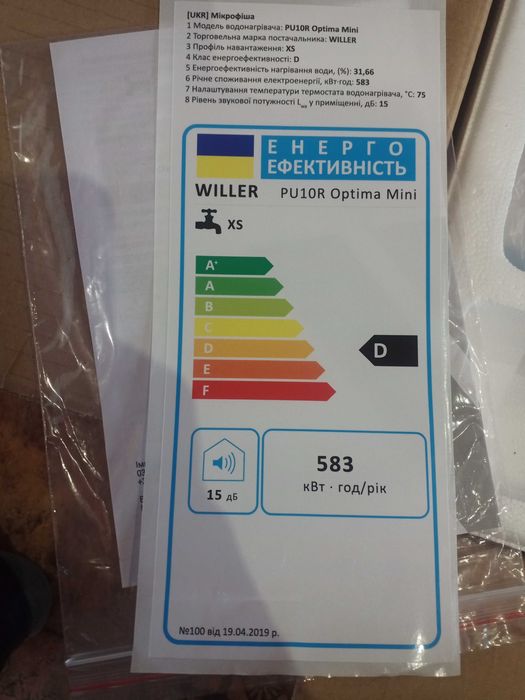 [UKR] Мікрофіша
1 Модель водонагрівача: PU10R Optima Mini
2 Торговельна марка постачальника: WILLER
3 Профіль навантаження: XS
4 Клас енергоефективності: D
5 Енергоефективність нагрівання води, (%): 31,66
6 Річне споживання електроенергії, кВт·год: 583
7 Налаштування температури термостата водонагрівача, °C: 75
8 Рівень звукової потужності Lwa у приміщенні, дБ: 15
ЕНЕРГО
ЕФЕКТИВНІСТЬ
WILLER PU10R Optima Mini
XS
A+
A
B
C
D
E
F
D
15 дБ
583
кВт · год/рік
№100 від 19.04.2019 р.